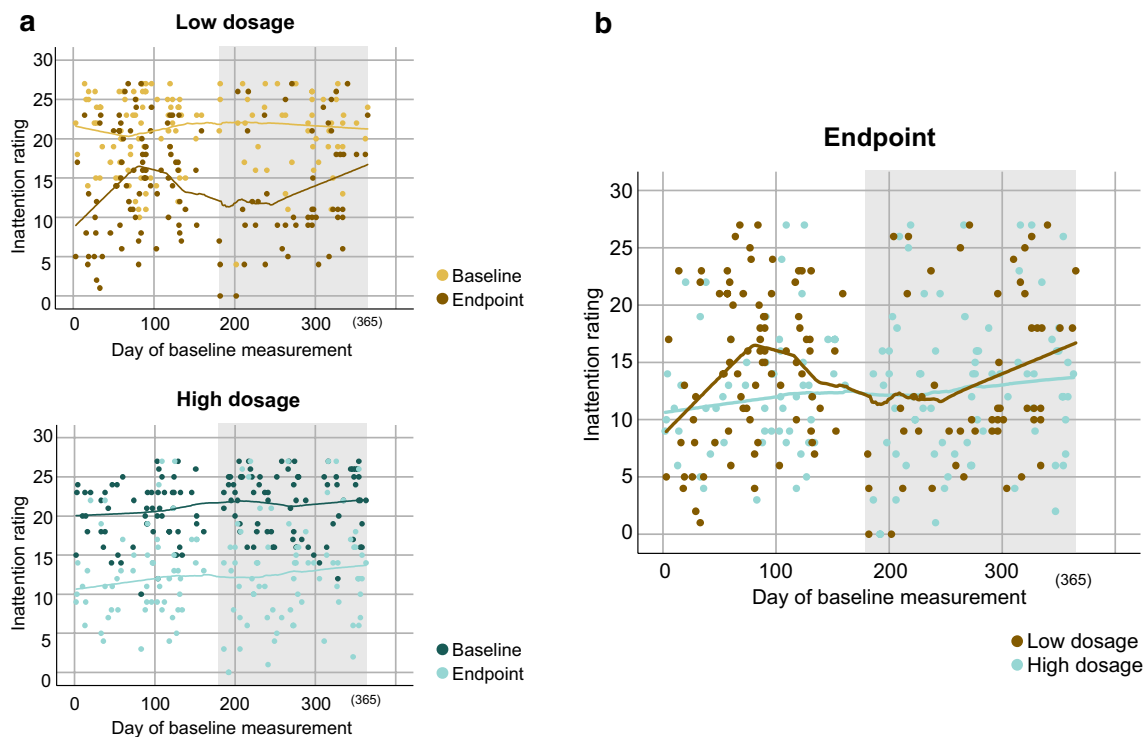 a
Low dosage
Inattention rating
30
25
20
15
10
5
0
0 100 200 300 (365)
Day of baseline measurement
Baseline
Endpoint
High dosage
Inattention rating
30
25
20
15
10
5
0
0 100 200 300 (365)
Day of baseline measurement
Baseline
Endpoint
b
Endpoint
Inattention rating
30
25
20
15
10
5
0
0 100 200 300 (365)
Day of baseline measurement
Low dosage
High dosage